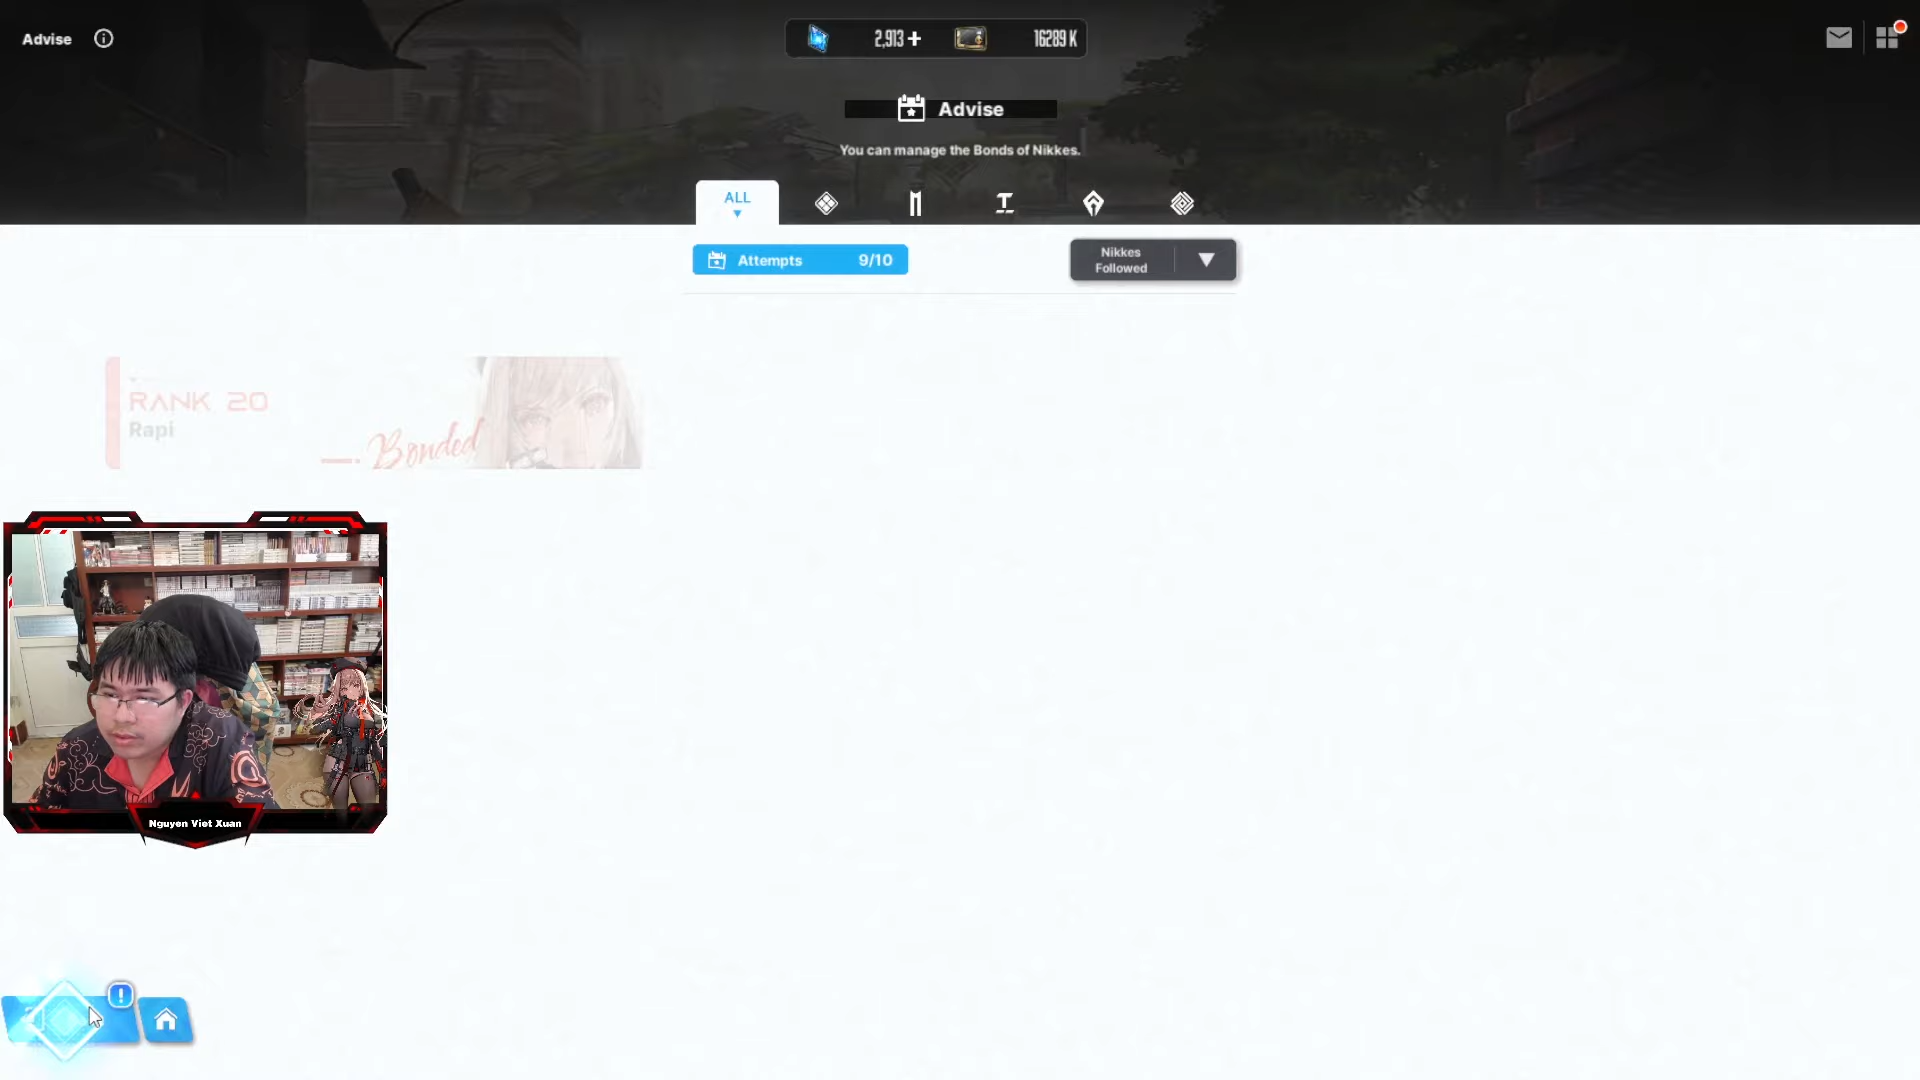 Advise
2,913
16289 K
Advise
You can manage the Bonds of Nikkes.
ALL
Attempts 9/10
Nikkes
Followed
RANK 20
Rapi
Bonded
Nguyen Viet Xuan